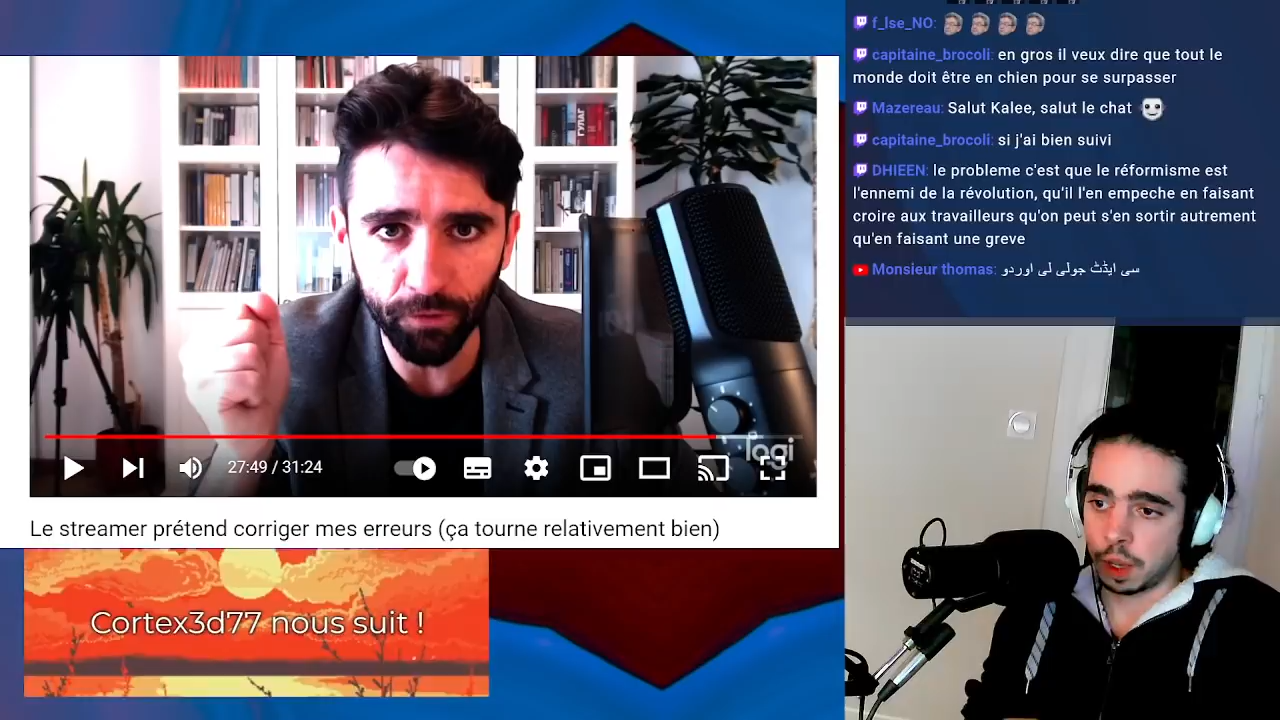 ГУЛАГ
logi
27:49 / 31:24
Le streamer prétend corriger mes erreurs (ça tourne relativement bien)
Cortex3d77 nous suit !
f_lse_NO:
capitaine_brocoli: en gros il veux dire que tout le
monde doit être en chien pour se surpasser
Mazereau: Salut Kalee, salut le chat
capitaine_brocoli: si j'ai bien suivi
DHIEEN: le probleme c'est que le réformisme est
l'ennemi de la révolution, qu'il l'en empeche en faisant
croire aux travailleurs qu'on peut s'en sortir autrement
qu'en faisant une greve
Monsieur thomas: سی ایڈٹ جولی لی اوردو